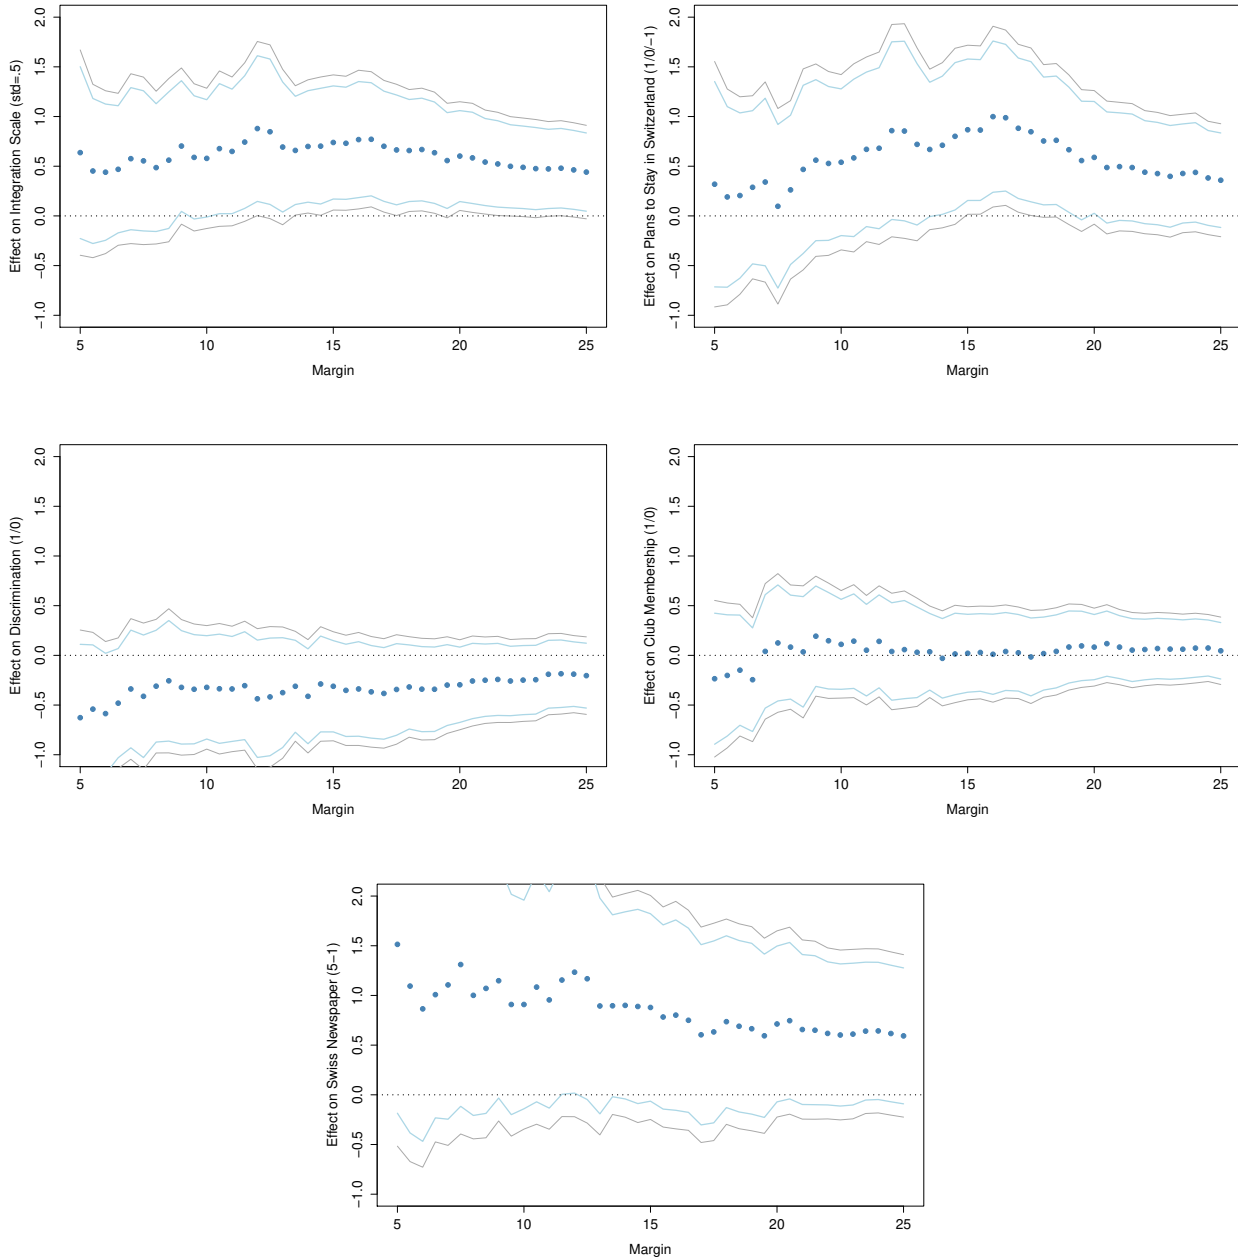 Effect on Integration Scale (std=.5)
2.0
1.5
1.0
0.5
0.0
−0.5
−1.0
5 10 15 20 25
Margin
Effect on Plans to Stay in Switzerland (1/0/−1)
2.0
1.5
1.0
0.5
0.0
−0.5
−1.0
5 10 15 20 25
Margin
Effect on Discrimination (1/0)
2.0
1.5
1.0
0.5
0.0
−0.5
−1.0
5 10 15 20 25
Margin
Effect on Club Membership (1/0)
2.0
1.5
1.0
0.5
0.0
−0.5
−1.0
5 10 15 20 25
Margin
Effect on Swiss Newspaper (5−1)
2.0
1.5
1.0
0.5
0.0
−0.5
−1.0
5 10 15 20 25
Margin